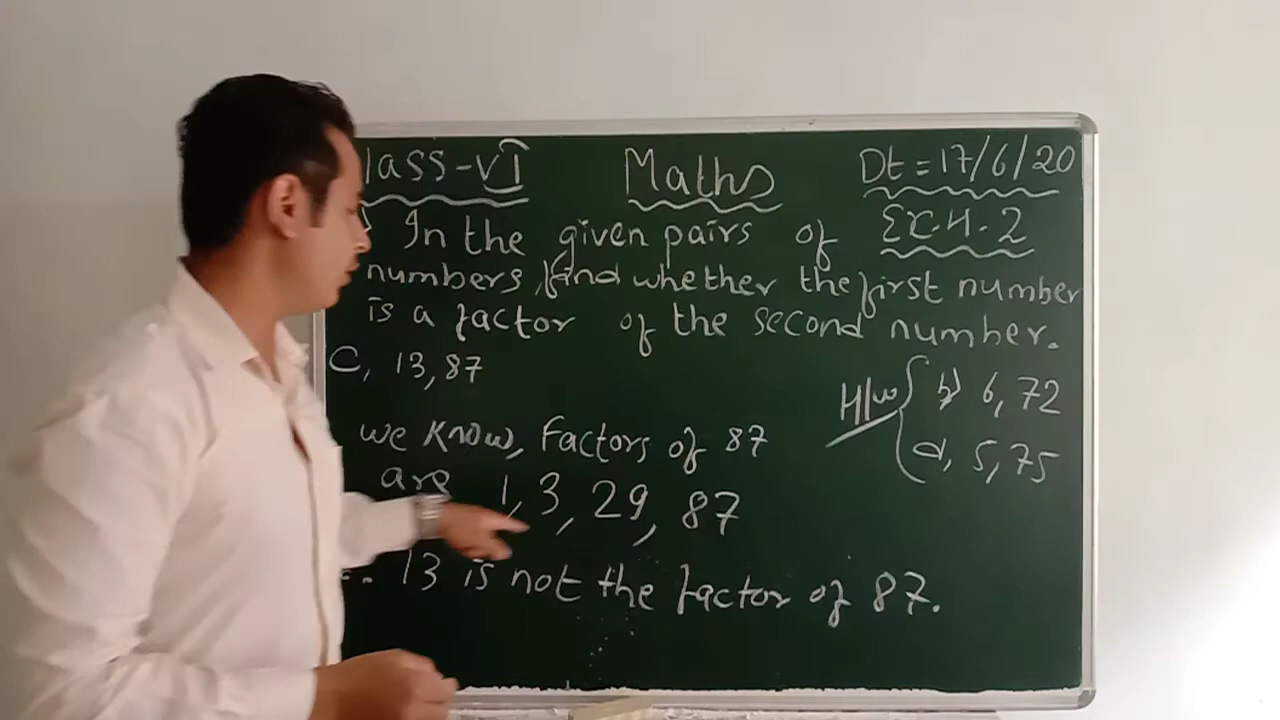 lass-VI Maths Dt=17/6/20
) In the given pairs of Ex.4.2
numbers, find whether the first number
is a factor of the second number.
C, 13,87
H/w { b) 6,72
d, 5,75
we know, Factors of 87
are 1, 3, 29, 87
∴ 13 is not the factor of 87.